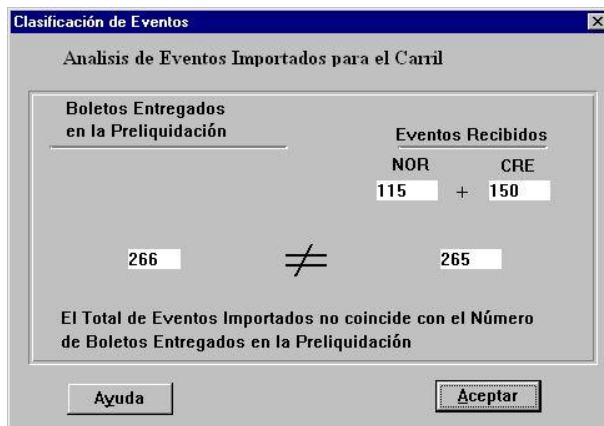 Clasificación de Eventos
Analisis de Eventos Importados para el Carril
Boletos Entregados
en la Preliquidación
Eventos Recibidos
NOR CRE
115 + 150
266 ≠ 265
El Total de Eventos Importados no coincide con el Número
de Boletos Entregados en la Preliquidación
Ayuda Aceptar